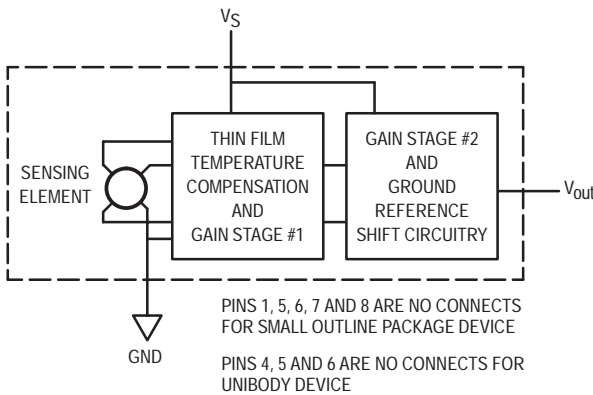 VS
THIN FILM
TEMPERATURE
COMPENSATION
AND
GAIN STAGE #1
GAIN STAGE #2
AND
GROUND
REFERENCE
SHIFT CIRCUITRY
SENSING
ELEMENT
Vout
GND
PINS 1, 5, 6, 7 AND 8 ARE NO CONNECTS
FOR SMALL OUTLINE PACKAGE DEVICE
PINS 4, 5 AND 6 ARE NO CONNECTS FOR
UNIBODY DEVICE